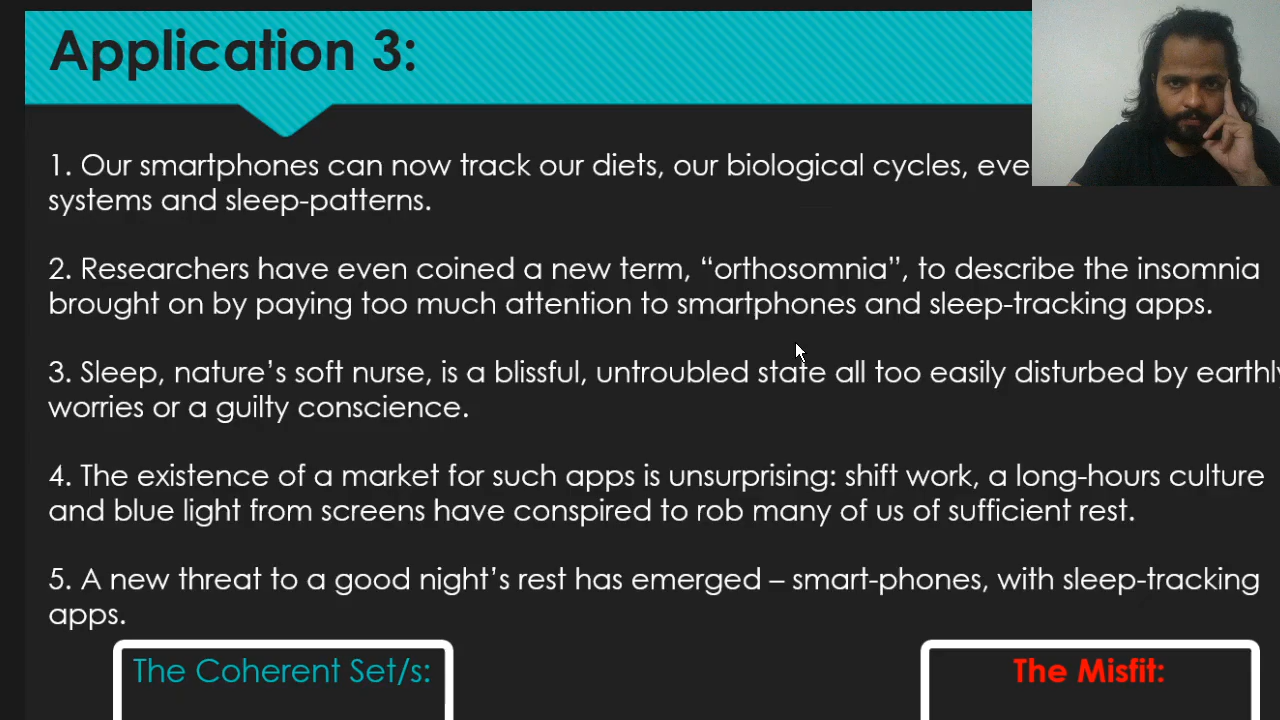 Application 3:
1. Our smartphones can now track our diets, our biological cycles, eve
systems and sleep-patterns.
2. Researchers have even coined a new term, “orthosomnia”, to describe the insomnia
brought on by paying too much attention to smartphones and sleep-tracking apps.
3. Sleep, nature’s soft nurse, is a blissful, untroubled state all too easily disturbed by earthly
worries or a guilty conscience.
4. The existence of a market for such apps is unsurprising: shift work, a long-hours culture
and blue light from screens have conspired to rob many of us of sufficient rest.
5. A new threat to a good night’s rest has emerged – smart-phones, with sleep-tracking
apps.
The Coherent Set/s:
The Misfit: